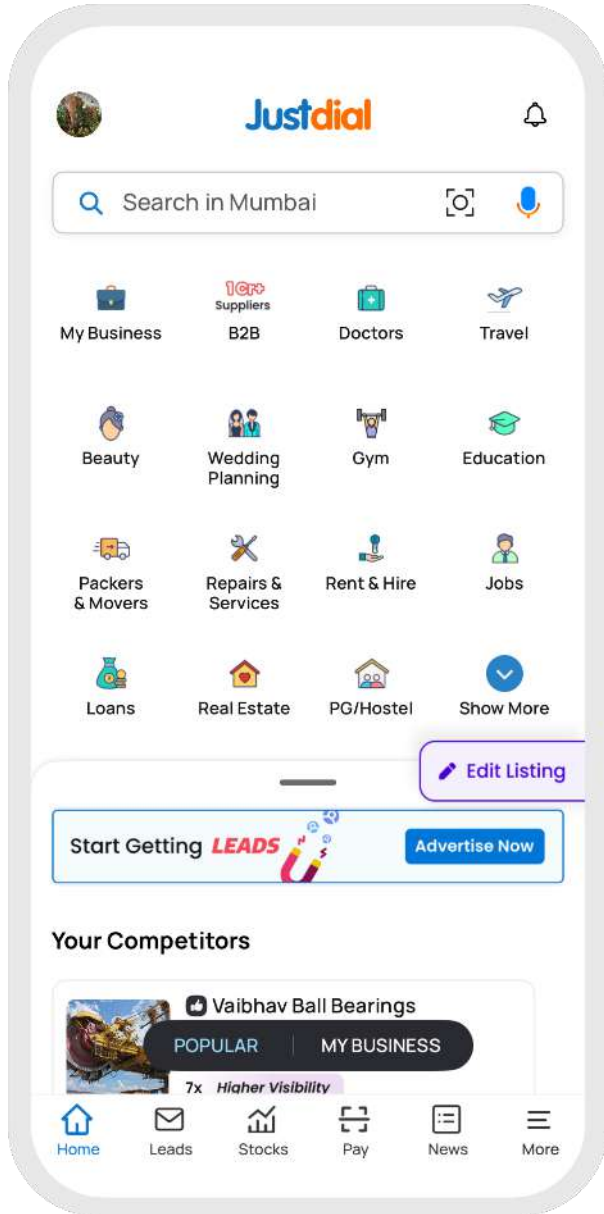 Justdial
Search in Mumbai
1Cr+
Suppliers
My Business
B2B
Doctors
Travel
Beauty
Wedding
Planning
Gym
Education
Packers
& Movers
Repairs &
Services
Rent & Hire
Jobs
Loans
Real Estate
PG/Hostel
Show More
Edit Listing
Start Getting LEADS
Advertise Now
Your Competitors
Vaibhav Ball Bearings
POPULAR
MY BUSINESS
7x Higher Visibility
Home
Leads
Stocks
Pay
News
More